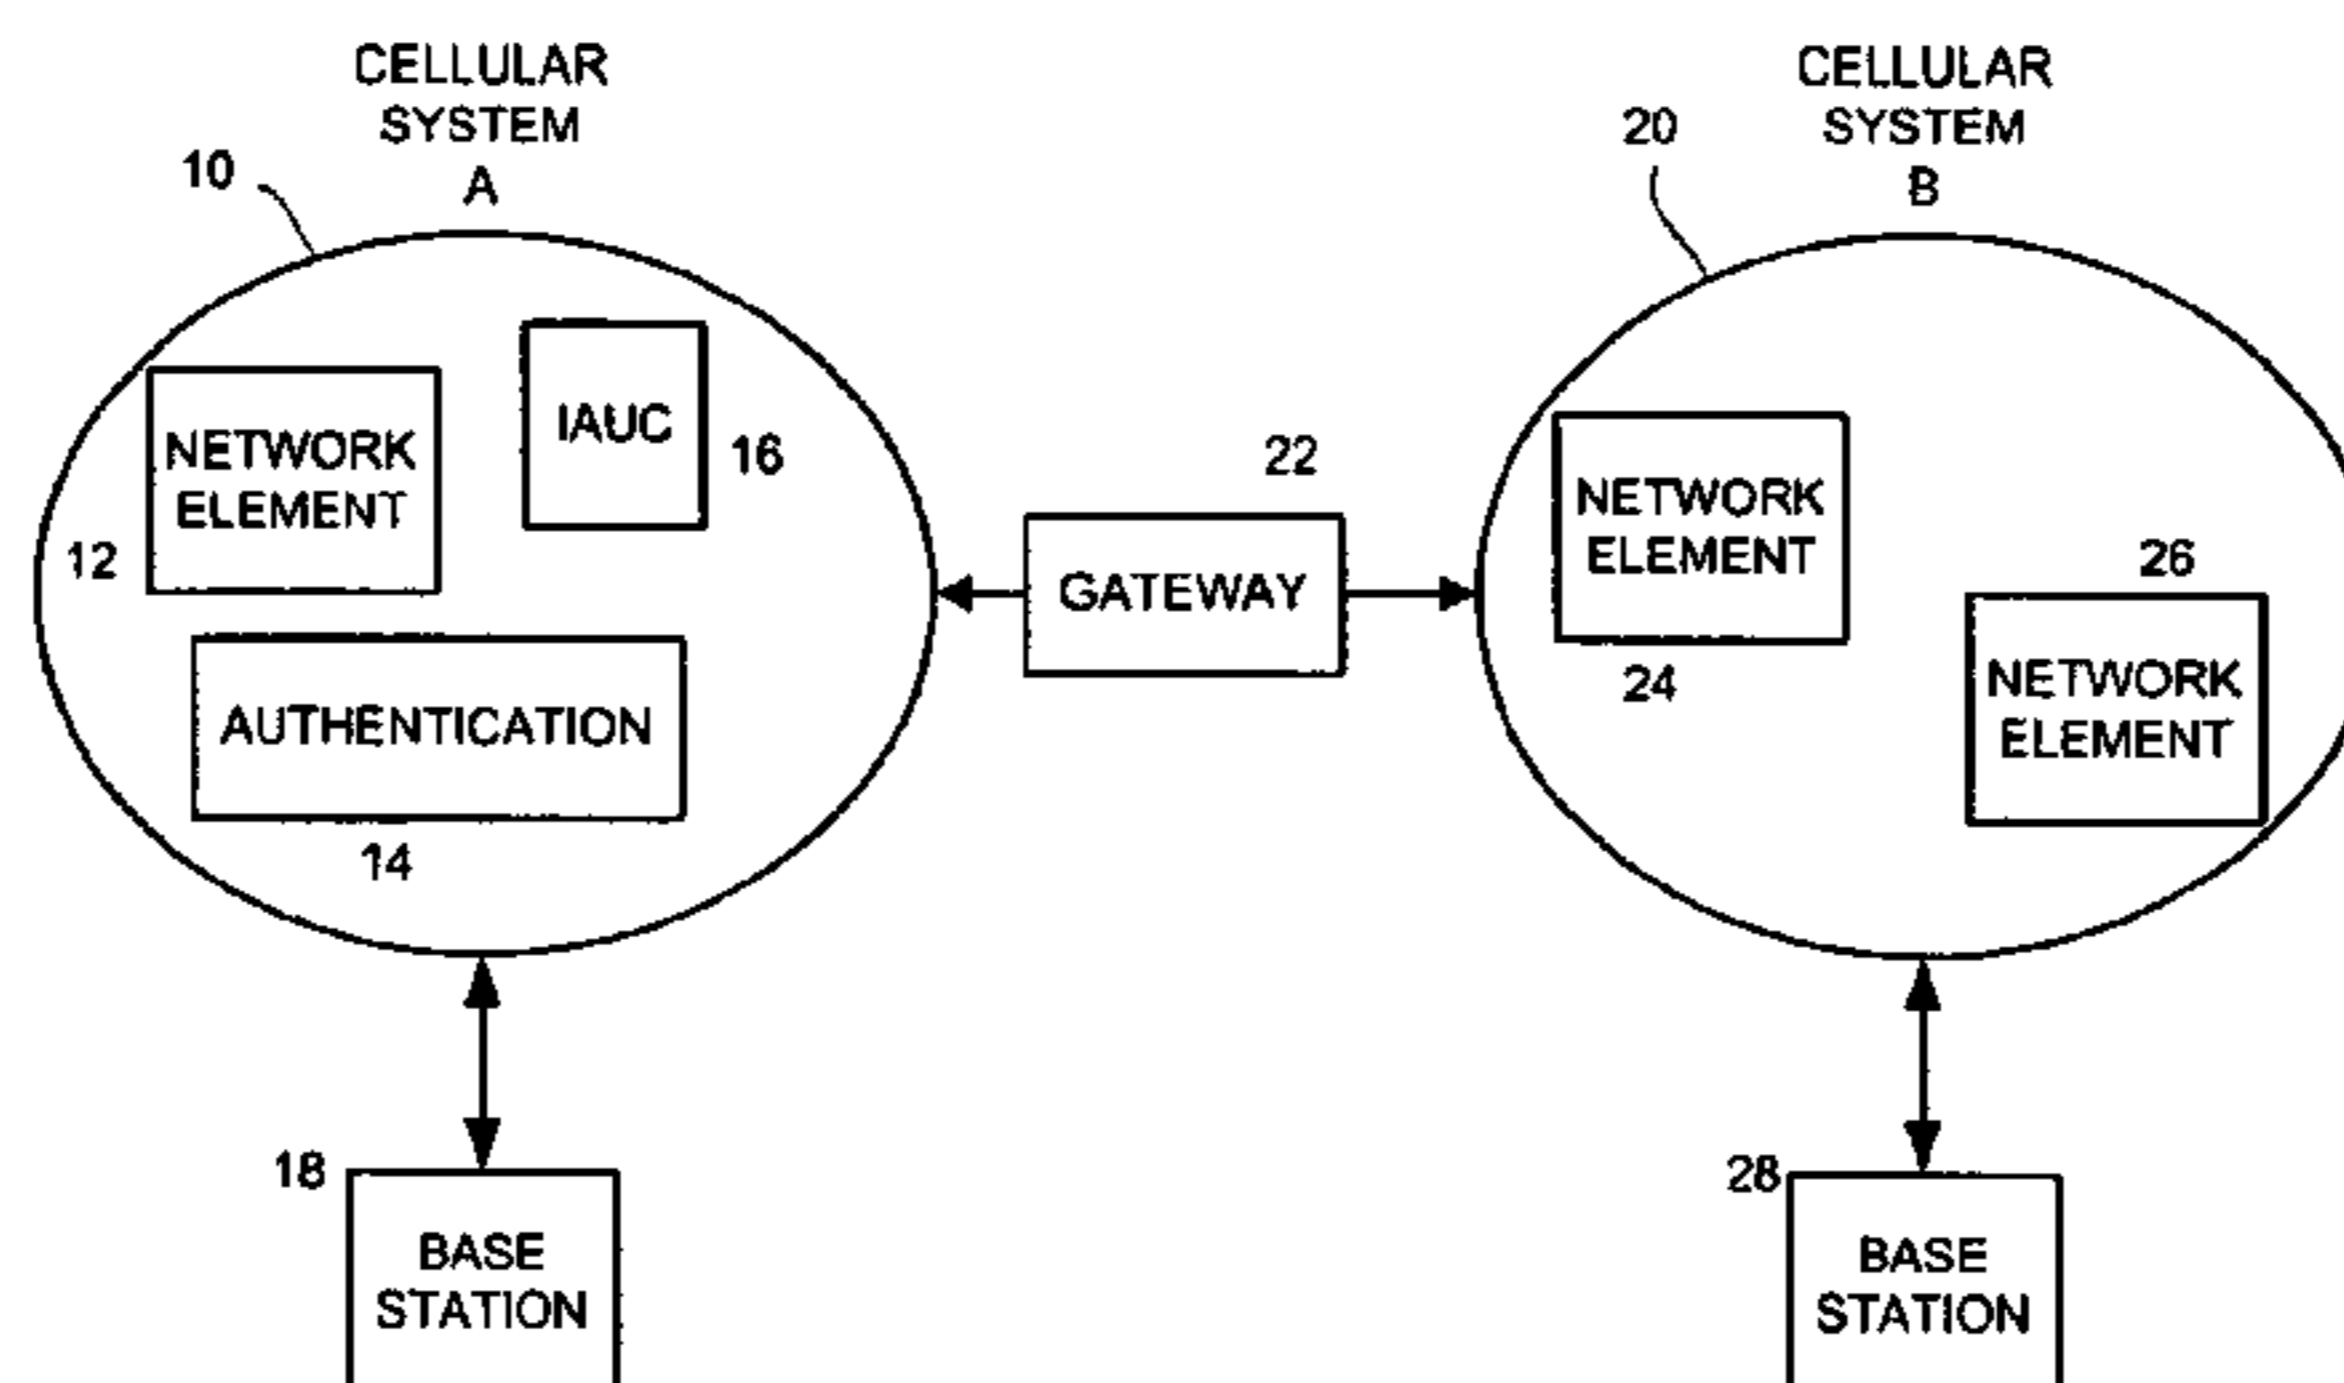 CELLULAR
SYSTEM
A
10
CELLULAR
SYSTEM
B
20
IAUC
16
NETWORK
ELEMENT
12
AUTHENTICATION
14
22
GATEWAY
NETWORK
ELEMENT
24
26
NETWORK
ELEMENT
18
BASE
STATION
28
BASE
STATION